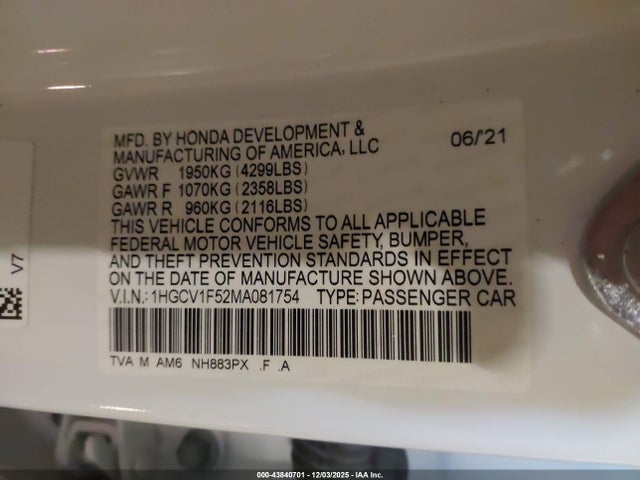 MFD. BY HONDA DEVELOPMENT &
MANUFACTURING OF AMERICA, LLC
06/'21
GVWR 1950KG (4299LBS)
GAWR F 1070KG (2358LBS)
GAWR R 960KG (2116LBS)
THIS VEHICLE CONFORMS TO ALL APPLICABLE
FEDERAL MOTOR VEHICLE SAFETY, BUMPER,
AND THEFT PREVENTION STANDARDS IN EFFECT
ON THE DATE OF MANUFACTURE SHOWN ABOVE.
V.I.N.: 1HGCV1F52MA081754 TYPE: PASSENGER CAR
TVA M AM6 NH883PX .F .A
V7
000-43840701 - 12/03/2025 - IAA Inc.